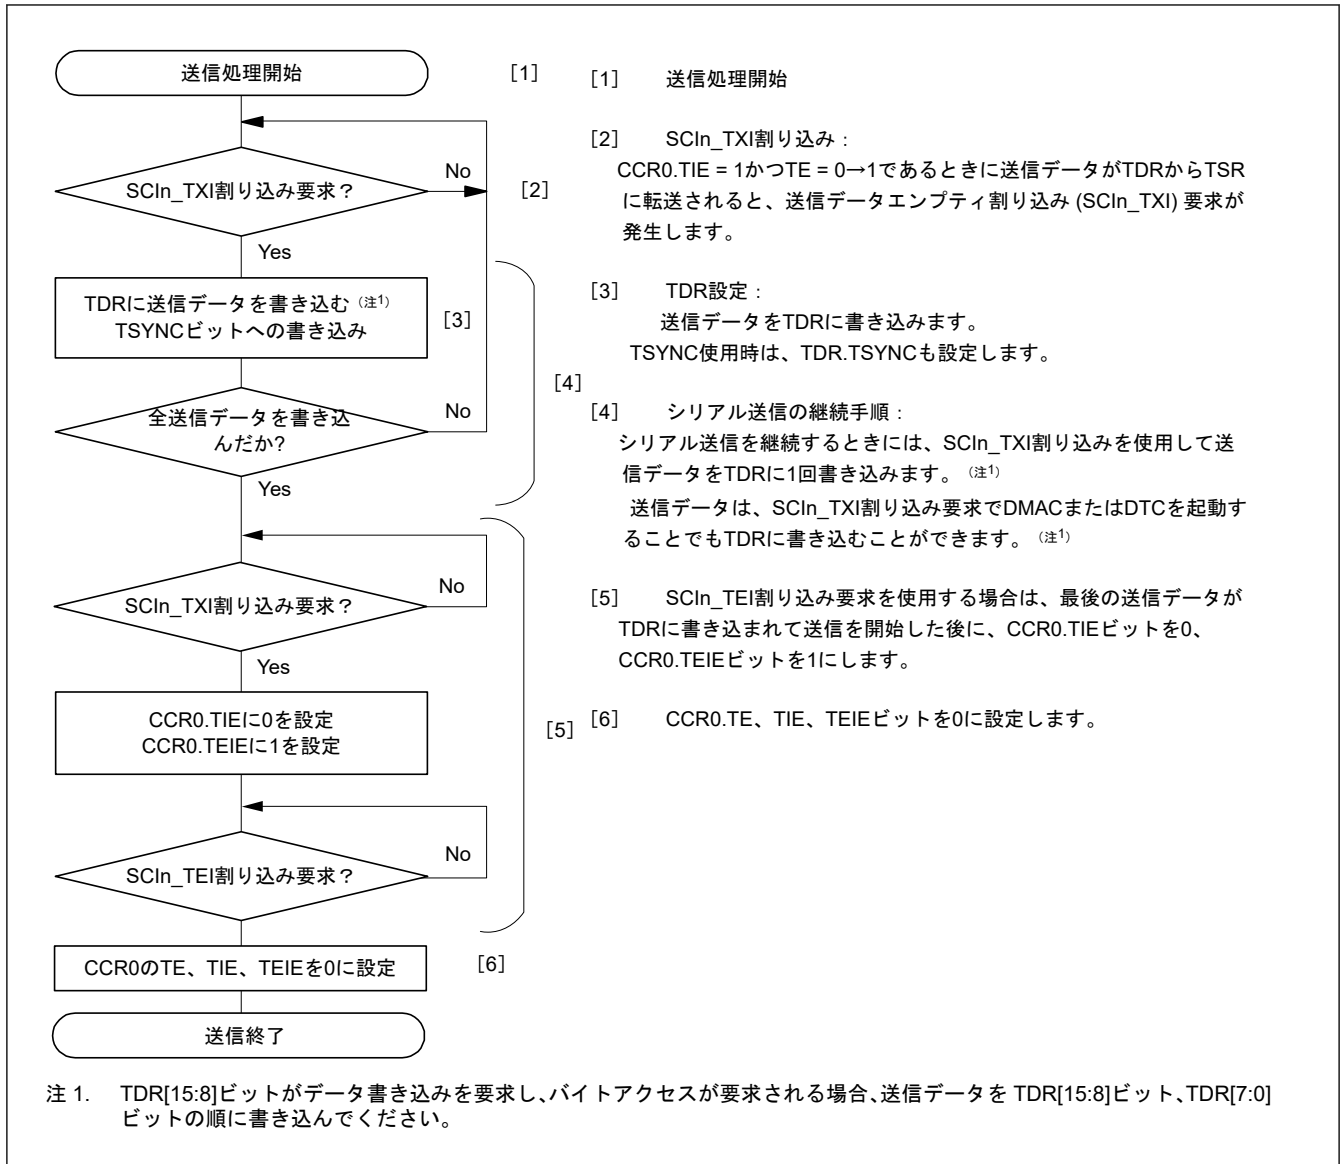 送信処理開始
[1]
SCIn_TXI割り込み要求？
No
[2]
Yes
TDRに送信データを書き込む（注1）
TSYNCビットへの書き込み
[3]
[4]
全送信データを書き込
んだか?
No
Yes
SCIn_TXI割り込み要求？
No
Yes
CCR0.TIEに0を設定
CCR0.TEIEに1を設定
[5]
SCIn_TEI割り込み要求？
No
CCR0のTE、TIE、TEIEを0に設定
[6]
送信終了
[1] 送信処理開始
[2] SCIn_TXI割り込み：
CCR0.TIE = 1かつTE = 0→1であるときに送信データがTDRからTSR
に転送されると、送信データエンプティ割り込み (SCIn_TXI) 要求が
発生します。
[3] TDR設定：
送信データをTDRに書き込みます。
TSYNC使用時は、TDR.TSYNCも設定します。
[4] シリアル送信の継続手順：
シリアル送信を継続するときには、SCIn_TXI割り込みを使用して送
信データをTDRに1回書き込みます。（注1）
送信データは、SCIn_TXI割り込み要求でDMACまたはDTCを起動す
ることでもTDRに書き込むことができます。（注1）
[5] SCIn_TEI割り込み要求を使用する場合は、最後の送信データが
TDRに書き込まれて送信を開始した後に、CCR0.TIEビットを0、
CCR0.TEIEビットを1にします。
[6] CCR0.TE、TIE、TEIEビットを0に設定します。
注 1. TDR[15:8]ビットがデータ書き込みを要求し、バイトアクセスが要求される場合、送信データを TDR[15:8]ビット、TDR[7:0]
ビットの順に書き込んでください。